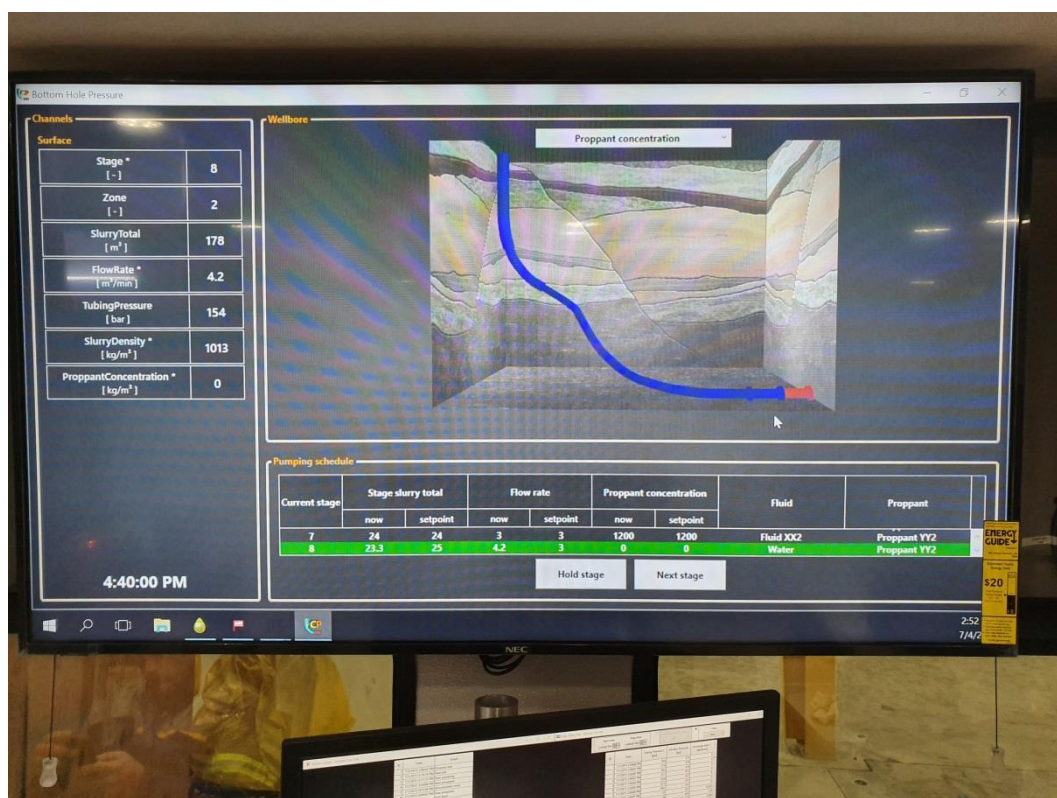 Bottom Hole Pressure
Channels
Surface
Stage *
[ - ]
8
Zone
[ - ]
2
SlurryTotal
[ m³ ]
178
FlowRate *
[ m³/min ]
4.2
TubingPressure
[ bar ]
154
SlurryDensity *
[ kg/m³ ]
1013
ProppantConcentration *
[ kg/m³ ]
0
4:40:00 PM
Wellbore
Proppant concentration
Pumping schedule
Current stage Stage slurry total Flow rate Proppant concentration Fluid Proppant
now setpoint now setpoint now setpoint
7 24 24 3 3 1200 1200 Fluid XX2 Proppant YY2
8 23.3 25 4.2 3 0 0 Water Proppant YY2
Hold stage Next stage
ENERGY
GUIDE
$20
CP
2:52
7/4/2
NEC